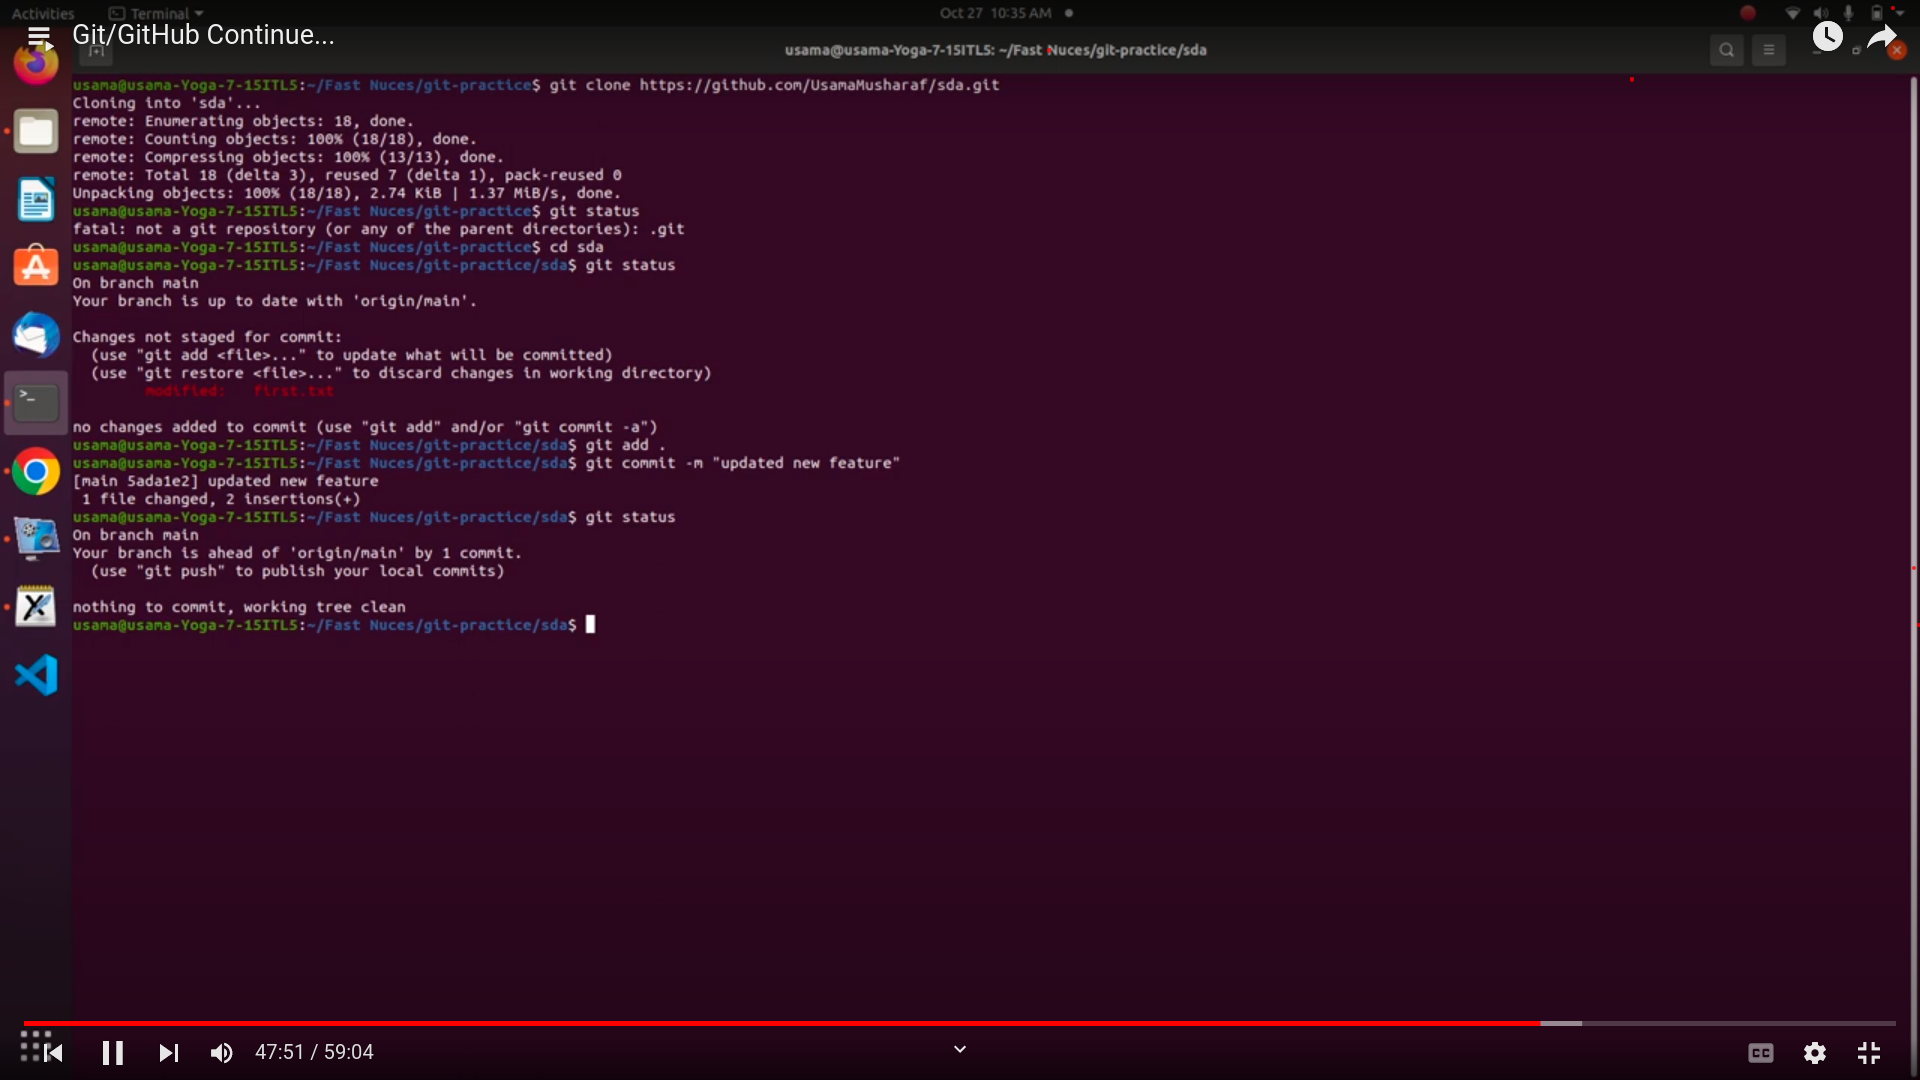 Activities
Terminal
Oct 27 10:35 AM
Git/GitHub Continue...
usama@usama-Yoga-7-15ITL5: ~/Fast Nuces/git-practice/sda
usama@usama-Yoga-7-15ITL5:~/Fast Nuces/git-practice$ git clone https://github.com/UsamaMusharaf/sda.git
Cloning into 'sda'...
remote: Enumerating objects: 18, done.
remote: Counting objects: 100% (18/18), done.
remote: Compressing objects: 100% (13/13), done.
remote: Total 18 (delta 3), reused 7 (delta 1), pack-reused 0
Unpacking objects: 100% (18/18), 2.74 KiB | 1.37 MiB/s, done.
usama@usama-Yoga-7-15ITL5:~/Fast Nuces/git-practice$ git status
fatal: not a git repository (or any of the parent directories): .git
usama@usama-Yoga-7-15ITL5:~/Fast Nuces/git-practice$ cd sda
usama@usama-Yoga-7-15ITL5:~/Fast Nuces/git-practice/sda$ git status
On branch main
Your branch is up to date with 'origin/main'.
Changes not staged for commit:
(use "git add <file>..." to update what will be committed)
(use "git restore <file>..." to discard changes in working directory)
modified: first.txt
no changes added to commit (use "git add" and/or "git commit -a")
usama@usama-Yoga-7-15ITL5:~/Fast Nuces/git-practice/sda$ git add .
usama@usama-Yoga-7-15ITL5:~/Fast Nuces/git-practice/sda$ git commit -m "updated new feature"
[main 5ada1e2] updated new feature
1 file changed, 2 insertions(+)
usama@usama-Yoga-7-15ITL5:~/Fast Nuces/git-practice/sda$ git status
On branch main
Your branch is ahead of 'origin/main' by 1 commit.
(use "git push" to publish your local commits)
nothing to commit, working tree clean
usama@usama-Yoga-7-15ITL5:~/Fast Nuces/git-practice/sda$
47:51 / 59:04
CC